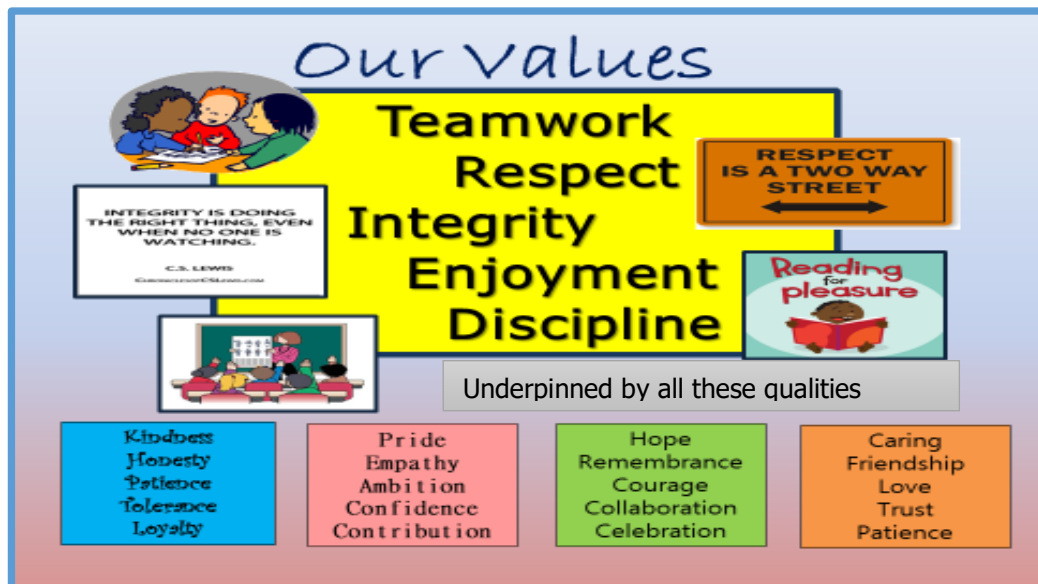 Our Values
Teamwork
Respect
Integrity
Enjoyment
Discipline
RESPECT
IS A TWO WAY
STREET
INTEGRITY IS DOING
THE RIGHT THING, EVEN
WHEN NO ONE IS
WATCHING.
C.S. LEWIS
ChroniclesofCSLewis.com
Reading
for
pleasure
Underpinned by all these qualities
Kindness
Honesty
Patience
Tolerance
Loyalty
Pride
Empathy
Ambition
Confidence
Contribution
Hope
Remembrance
Courage
Collaboration
Celebration
Caring
Friendship
Love
Trust
Patience